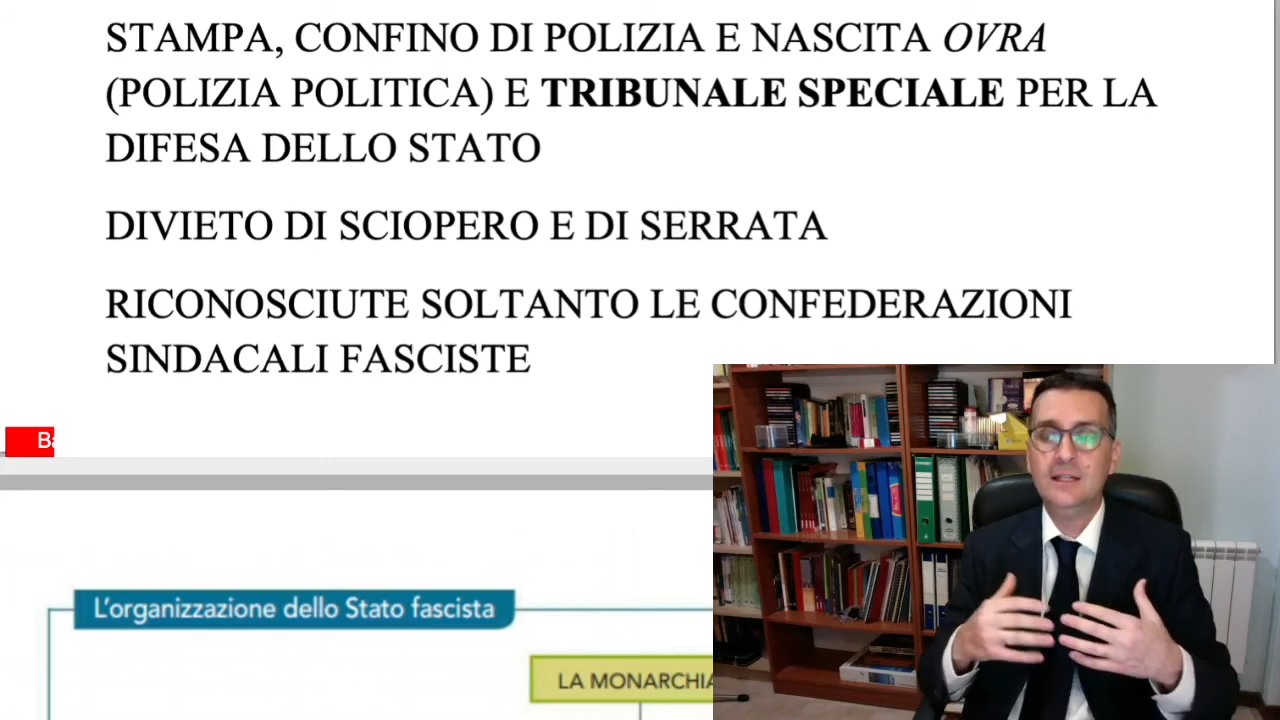 STAMPA, CONFINO DI POLIZIA E NASCITA OVRA
(POLIZIA POLITICA) E TRIBUNALE SPECIALE PER LA
DIFESA DELLO STATO
DIVIETO DI SCIOPERO E DI SERRATA
RICONOSCIUTE SOLTANTO LE CONFEDERAZIONI
SINDACALI FASCISTE
L'organizzazione dello Stato fascista
LA MONARCHIA